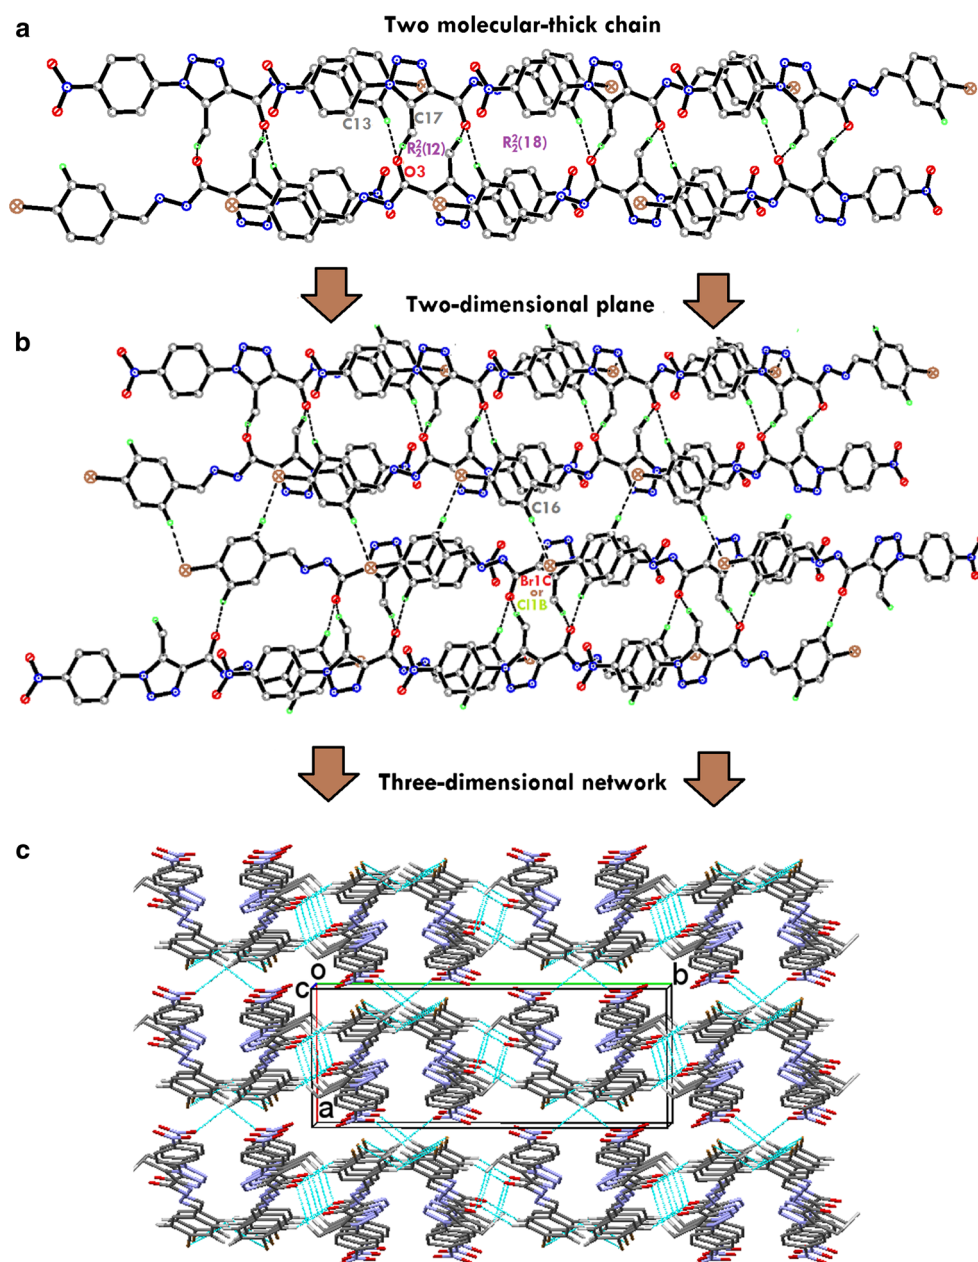 a
Two molecular-thick chain
C13
C17
R₂²(12)
R₂²(18)
O3
Two-dimensional plane
b
C16
Br1C
or
Cl1B
Three-dimensional network
c
o
c
b
a